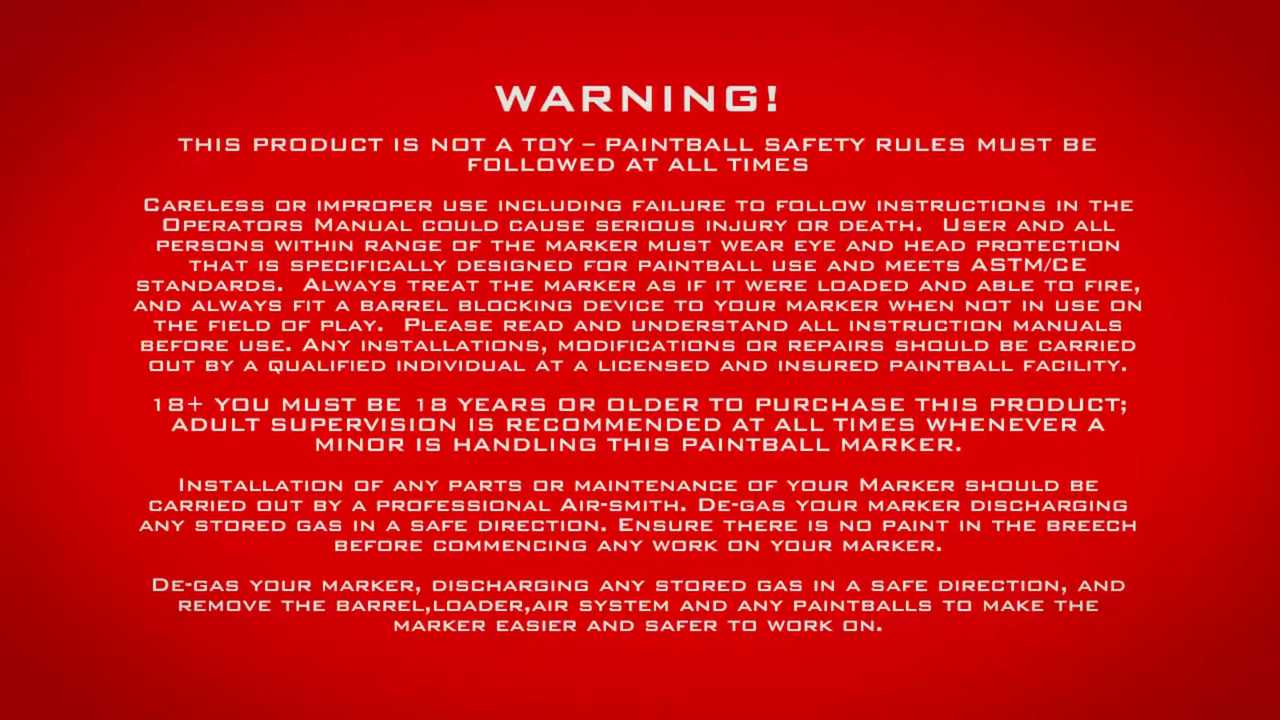 WARNING!
THIS PRODUCT IS NOT A TOY – PAINTBALL SAFETY RULES MUST BE
FOLLOWED AT ALL TIMES
Careless or improper use including failure to follow instructions in the
Operators Manual could cause serious injury or death. User and all
persons within range of the marker must wear eye and head protection
that is specifically designed for paintball use and meets ASTM/CE
standards. Always treat the marker as if it were loaded and able to fire,
and always fit a barrel blocking device to your marker when not in use on
the field of play. Please read and understand all instruction manuals
before use. Any installations, modifications or repairs should be carried
out by a qualified individual at a licensed and insured paintball facility.
18+ YOU MUST BE 18 YEARS OR OLDER TO PURCHASE THIS PRODUCT;
ADULT SUPERVISION IS RECOMMENDED AT ALL TIMES WHENEVER A
MINOR IS HANDLING THIS PAINTBALL MARKER.
Installation of any parts or maintenance of your Marker should be
carried out by a professional Air-smith. De-gas your marker discharging
any stored gas in a safe direction. Ensure there is no paint in the breech
before commencing any work on your marker.
De-gas your marker, discharging any stored gas in a safe direction, and
remove the barrel,loader,air system and any paintballs to make the
marker easier and safer to work on.